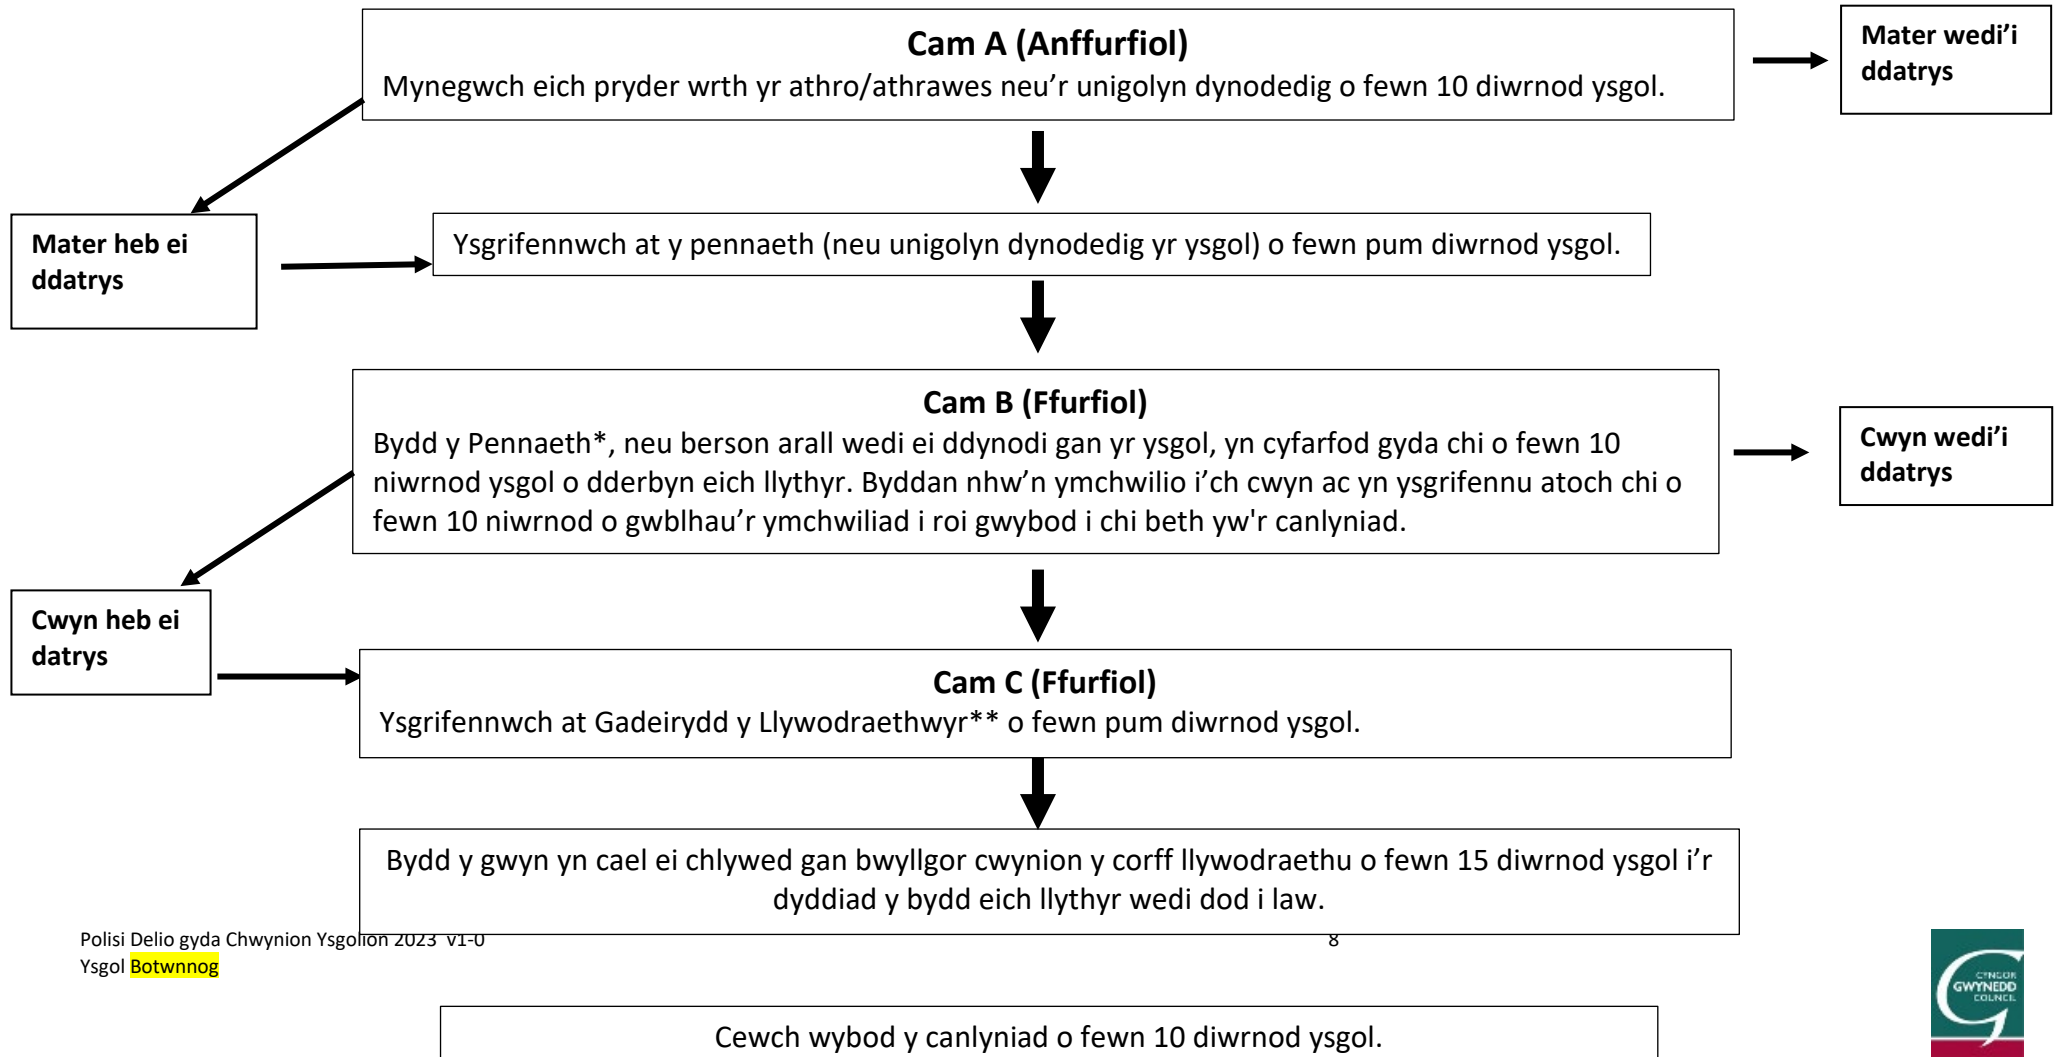 Cam A (Anffurfiol)
Mynegwch eich pryder wrth yr athro/athrawes neu’r unigolyn dynodedig o fewn 10 diwrnod ysgol.
Mater wedi’i
ddatrys
Mater heb ei
ddatrys
Ysgrifennwch at y pennaeth (neu unigolyn dynodedig yr ysgol) o fewn pum diwrnod ysgol.
Cam B (Ffurfiol)
Bydd y Pennaeth*, neu berson arall wedi ei ddynodi gan yr ysgol, yn cyfarfod gyda chi o fewn 10
niwrnod ysgol o dderbyn eich llythyr. Byddan nhw’n ymchwilio i’ch cwyn ac yn ysgrifennu atoch chi o
fewn 10 niwrnod o gwblhau’r ymchwiliad i roi gwybod i chi beth yw'r canlyniad.
Cwyn wedi’i
ddatrys
Cwyn heb ei
datrys
Cam C (Ffurfiol)
Ysgrifennwch at Gadeirydd y Llywodraethwyr** o fewn pum diwrnod ysgol.
Bydd y gwyn yn cael ei chlywed gan bwyllgor cwynion y corff llywodraethu o fewn 15 diwrnod ysgol i’r
dyddiad y bydd eich llythyr wedi dod i law.
Polisi Delio gyda Chwynion Ysgolion 2023 v1-0
8
Ysgol Botwnnog
CYNGOR
GWYNEDD
COUNCIL
Cewch wybod y canlyniad o fewn 10 diwrnod ysgol.